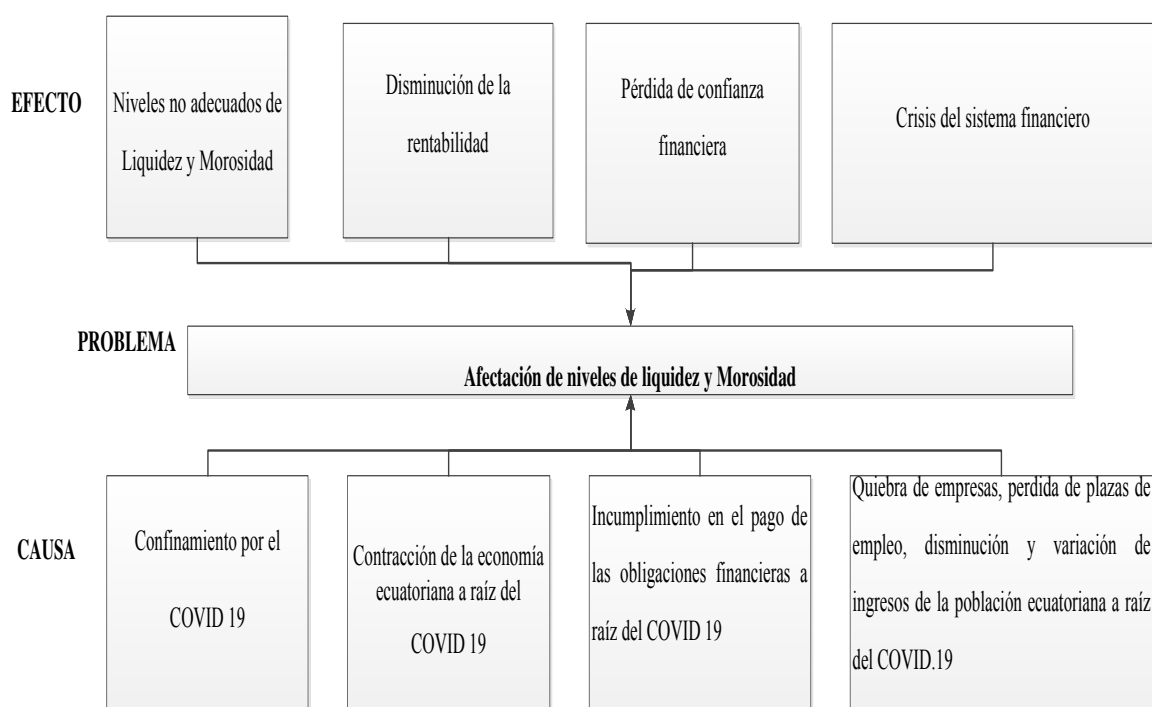 EFECTO
Niveles no adecuados de
Liquidez y Morosidad
Disminución de la
rentabilidad
Pérdida de confianza
financiera
Crisis del sistema financiero
PROBLEMA
Afectación de niveles de liquidez y Morosidad
CAUSA
Confinamiento por el
COVID 19
Contracción de la economía
ecuatoriana a raíz del
COVID 19
Incumplimiento en el pago de
las obligaciones financieras a
raíz del COVID 19
Quiebra de empresas, perdida de plazas de
empleo, disminución y variación de
ingresos de la población ecuatoriana a raíz
del COVID.19